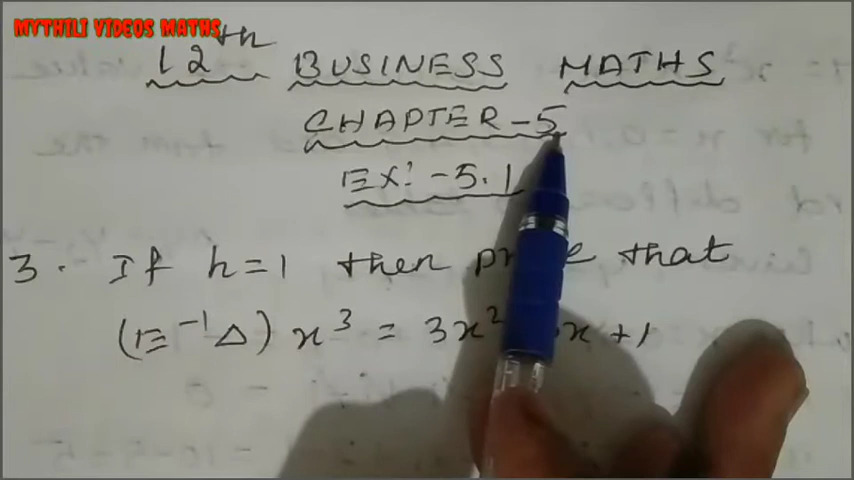 MYTHILI VIDEOS MATHS
12th BUSINESS MATHS
CHAPTER-5
EX:-5.1
3. If h=1 then that
(E⁻¹Δ) x³ = 3x² x+1